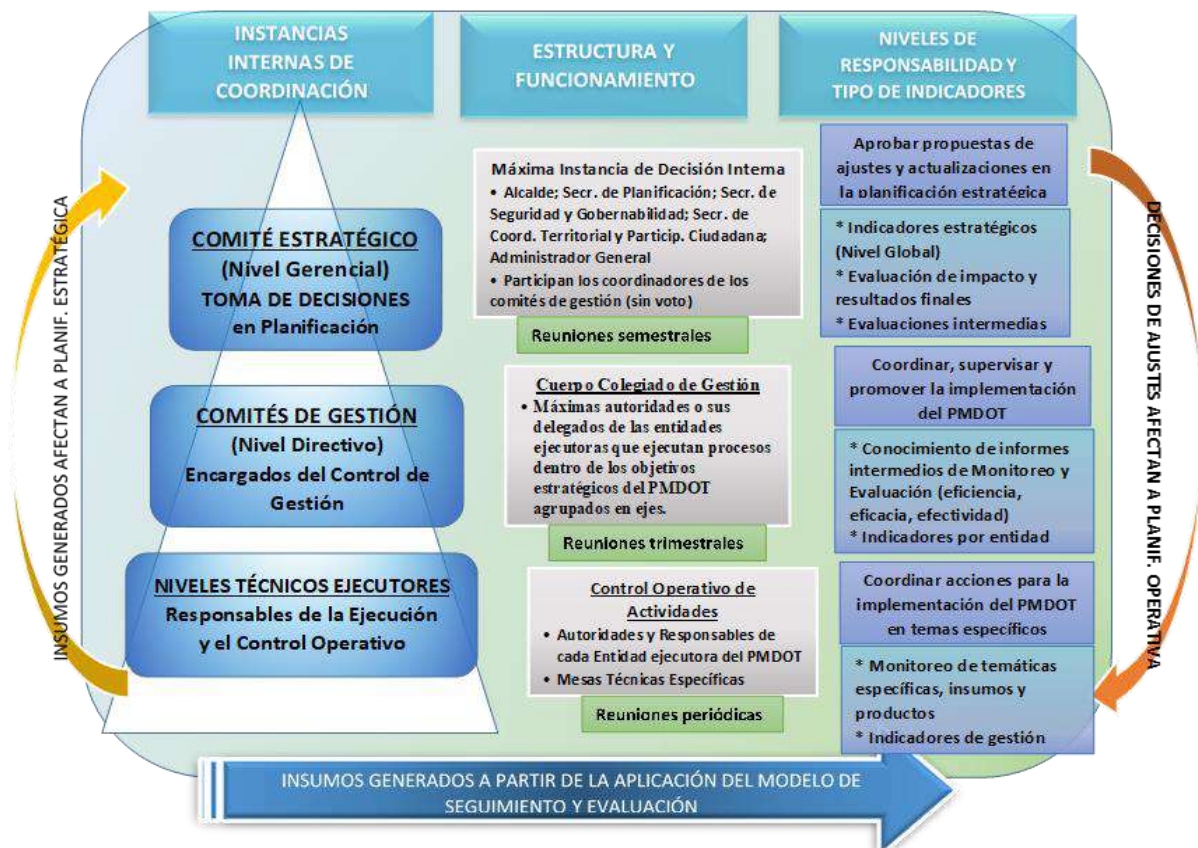 INSTANCIAS
INTERNAS DE
COORDINACIÓN
ESTRUCTURA Y
FUNCIONAMIENTO
NIVELES DE
RESPONSABILIDAD Y
TIPO DE INDICADORES
INSUMOS GENERADOS AFECTAN A PLANIF. ESTRATÉGICA
COMITÉ ESTRATÉGICO
(Nivel Gerencial)
TOMA DE DECISIONES
en Planificación
Máxima Instancia de Decisión Interna
• Alcalde; Secr. de Planificación; Secr. de
Seguridad y Gobernabilidad; Secr. de
Coord. Territorial y Particip. Ciudadana;
Administrador General
• Participan los coordinadores de los
comités de gestión (sin voto)
Reuniones semestrales
Aprobar propuestas de
ajustes y actualizaciones en
la planificación estratégica
* Indicadores estratégicos
(Nivel Global)
* Evaluación de impacto y
resultados finales
* Evaluaciones intermedias
COMITÉS DE GESTIÓN
(Nivel Directivo)
Encargados del Control de
Gestión
Cuerpo Colegiado de Gestión
• Máximas autoridades o sus
delegados de las entidades
ejecutoras que ejecutan procesos
dentro de los objetivos
estratégicos del PMDOT
agrupados en ejes.
Reuniones trimestrales
Coordinar, supervisar y
promover la implementación
del PMDOT
* Conocimiento de informes
intermedios de Monitoreo y
Evaluación (eficiencia,
eficacia, efectividad)
* Indicadores por entidad
NIVELES TÉCNICOS EJECUTORES
Responsables de la Ejecución
y el Control Operativo
Control Operativo de
Actividades
• Autoridades y Responsables de
cada Entidad ejecutora del PMDOT
• Mesas Técnicas Específicas
Reuniones periódicas
Coordinar acciones para la
implementación del PMDOT
en temas específicos
* Monitoreo de temáticas
específicas, insumos y
productos
* Indicadores de gestión
DECISIONES DE AJUSTES AFECTAN A PLANIF. OPERATIVA
INSUMOS GENERADOS A PARTIR DE LA APLICACIÓN DEL MODELO DE
SEGUIMIENTO Y EVALUACIÓN